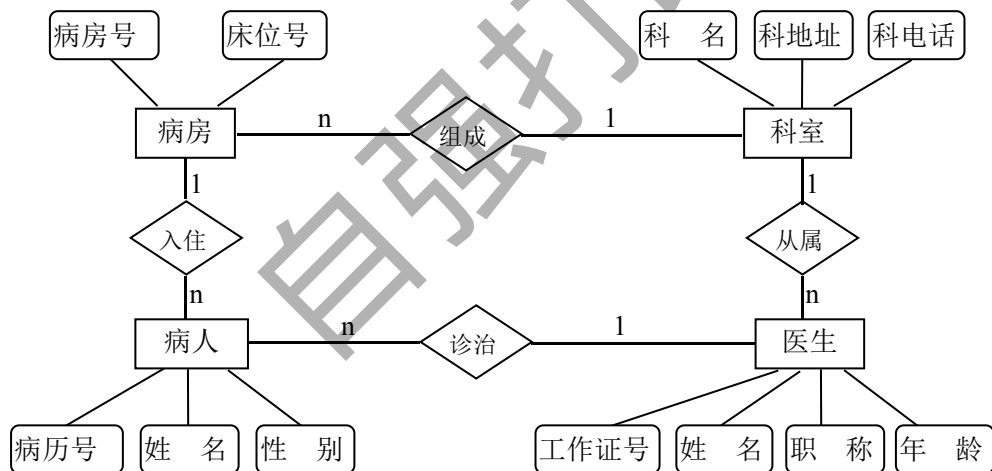 病房号 床位号 科 名 科地址 科电话
病房 n 组成 1 科室
1 1
入住 从属
n n
病人 n 诊治 1 医生
病历号 姓 名 性 别 工作证号 姓 名 职 称 年 龄
自强打